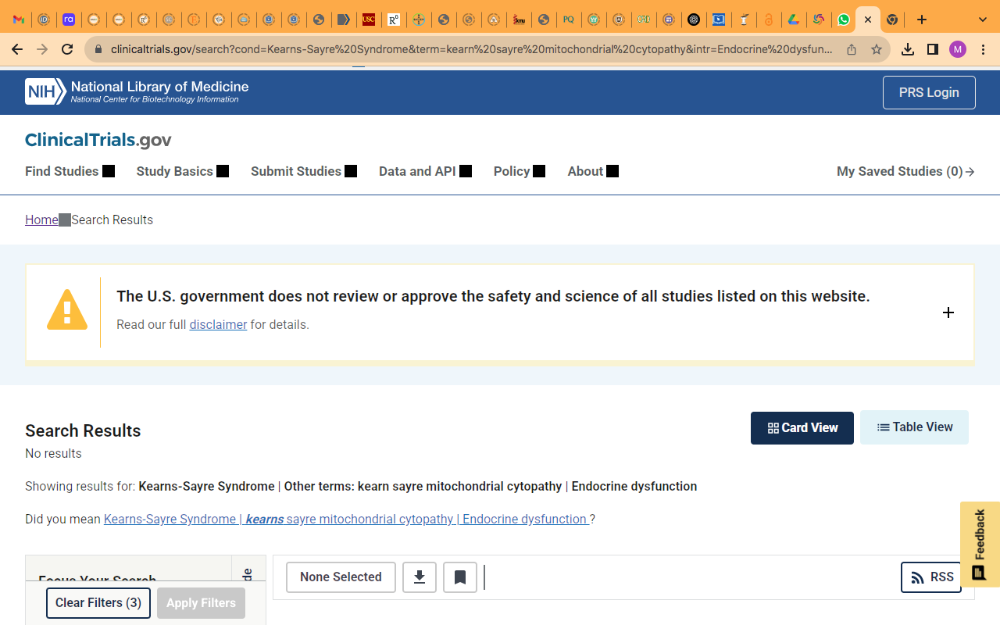 clinicaltrials.gov/search?cond=Kearns-Sayre%20Syndrome&term=kearn%20sayre%20mitochondrial%20cytopathy&intr=Endocrine%20dysfun...
M
NIH National Library of Medicine
National Center for Biotechnology Information
PRS Login
ClinicalTrials.gov
Find Studies Study Basics Submit Studies Data and API Policy About My Saved Studies (0)
Home Search Results
The U.S. government does not review or approve the safety and science of all studies listed on this website.
Read our full disclaimer for details.
Search Results
Card View Table View
No results
Showing results for: Kearns-Sayre Syndrome | Other terms: kearn sayre mitochondrial cytopathy | Endocrine dysfunction
Did you mean Kearns-Sayre Syndrome | kearns sayre mitochondrial cytopathy | Endocrine dysfunction ?
Feedback
Focus Your Search
None Selected
RSS
Clear Filters (3) Apply Filters